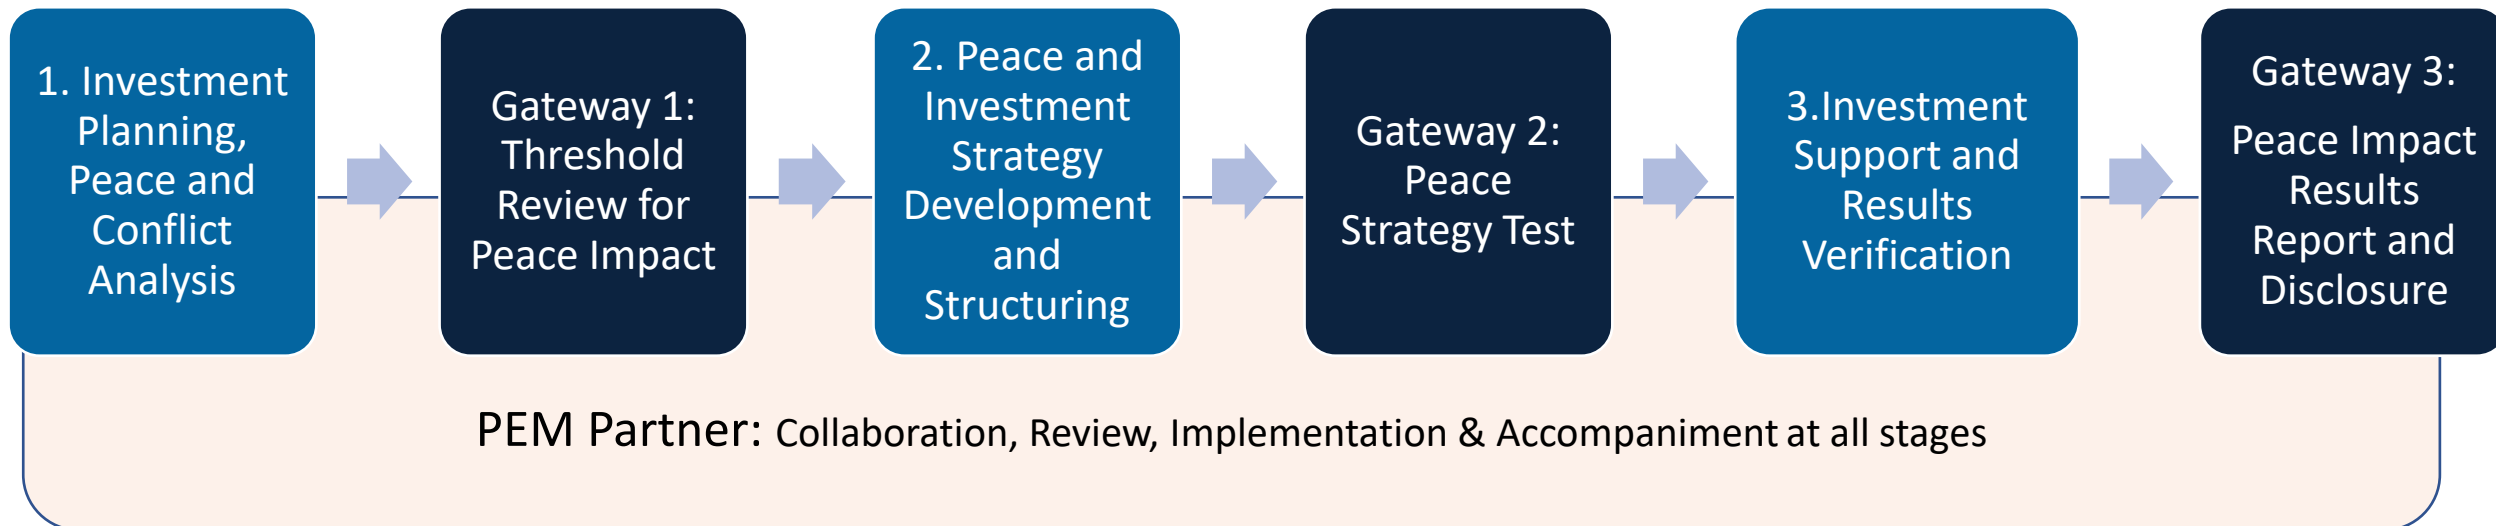 1. Investment
Planning,
Peace and
Conflict
Analysis
Gateway 1:
Threshold
Review for
Peace Impact
2. Peace and
Investment
Strategy
Development
and
Structuring
Gateway 2:
Peace
Strategy Test
3.Investment
Support and
Results
Verification
Gateway 3:
Peace Impact
Results
Report and
Disclosure
PEM Partner: Collaboration, Review, Implementation & Accompaniment at all stages